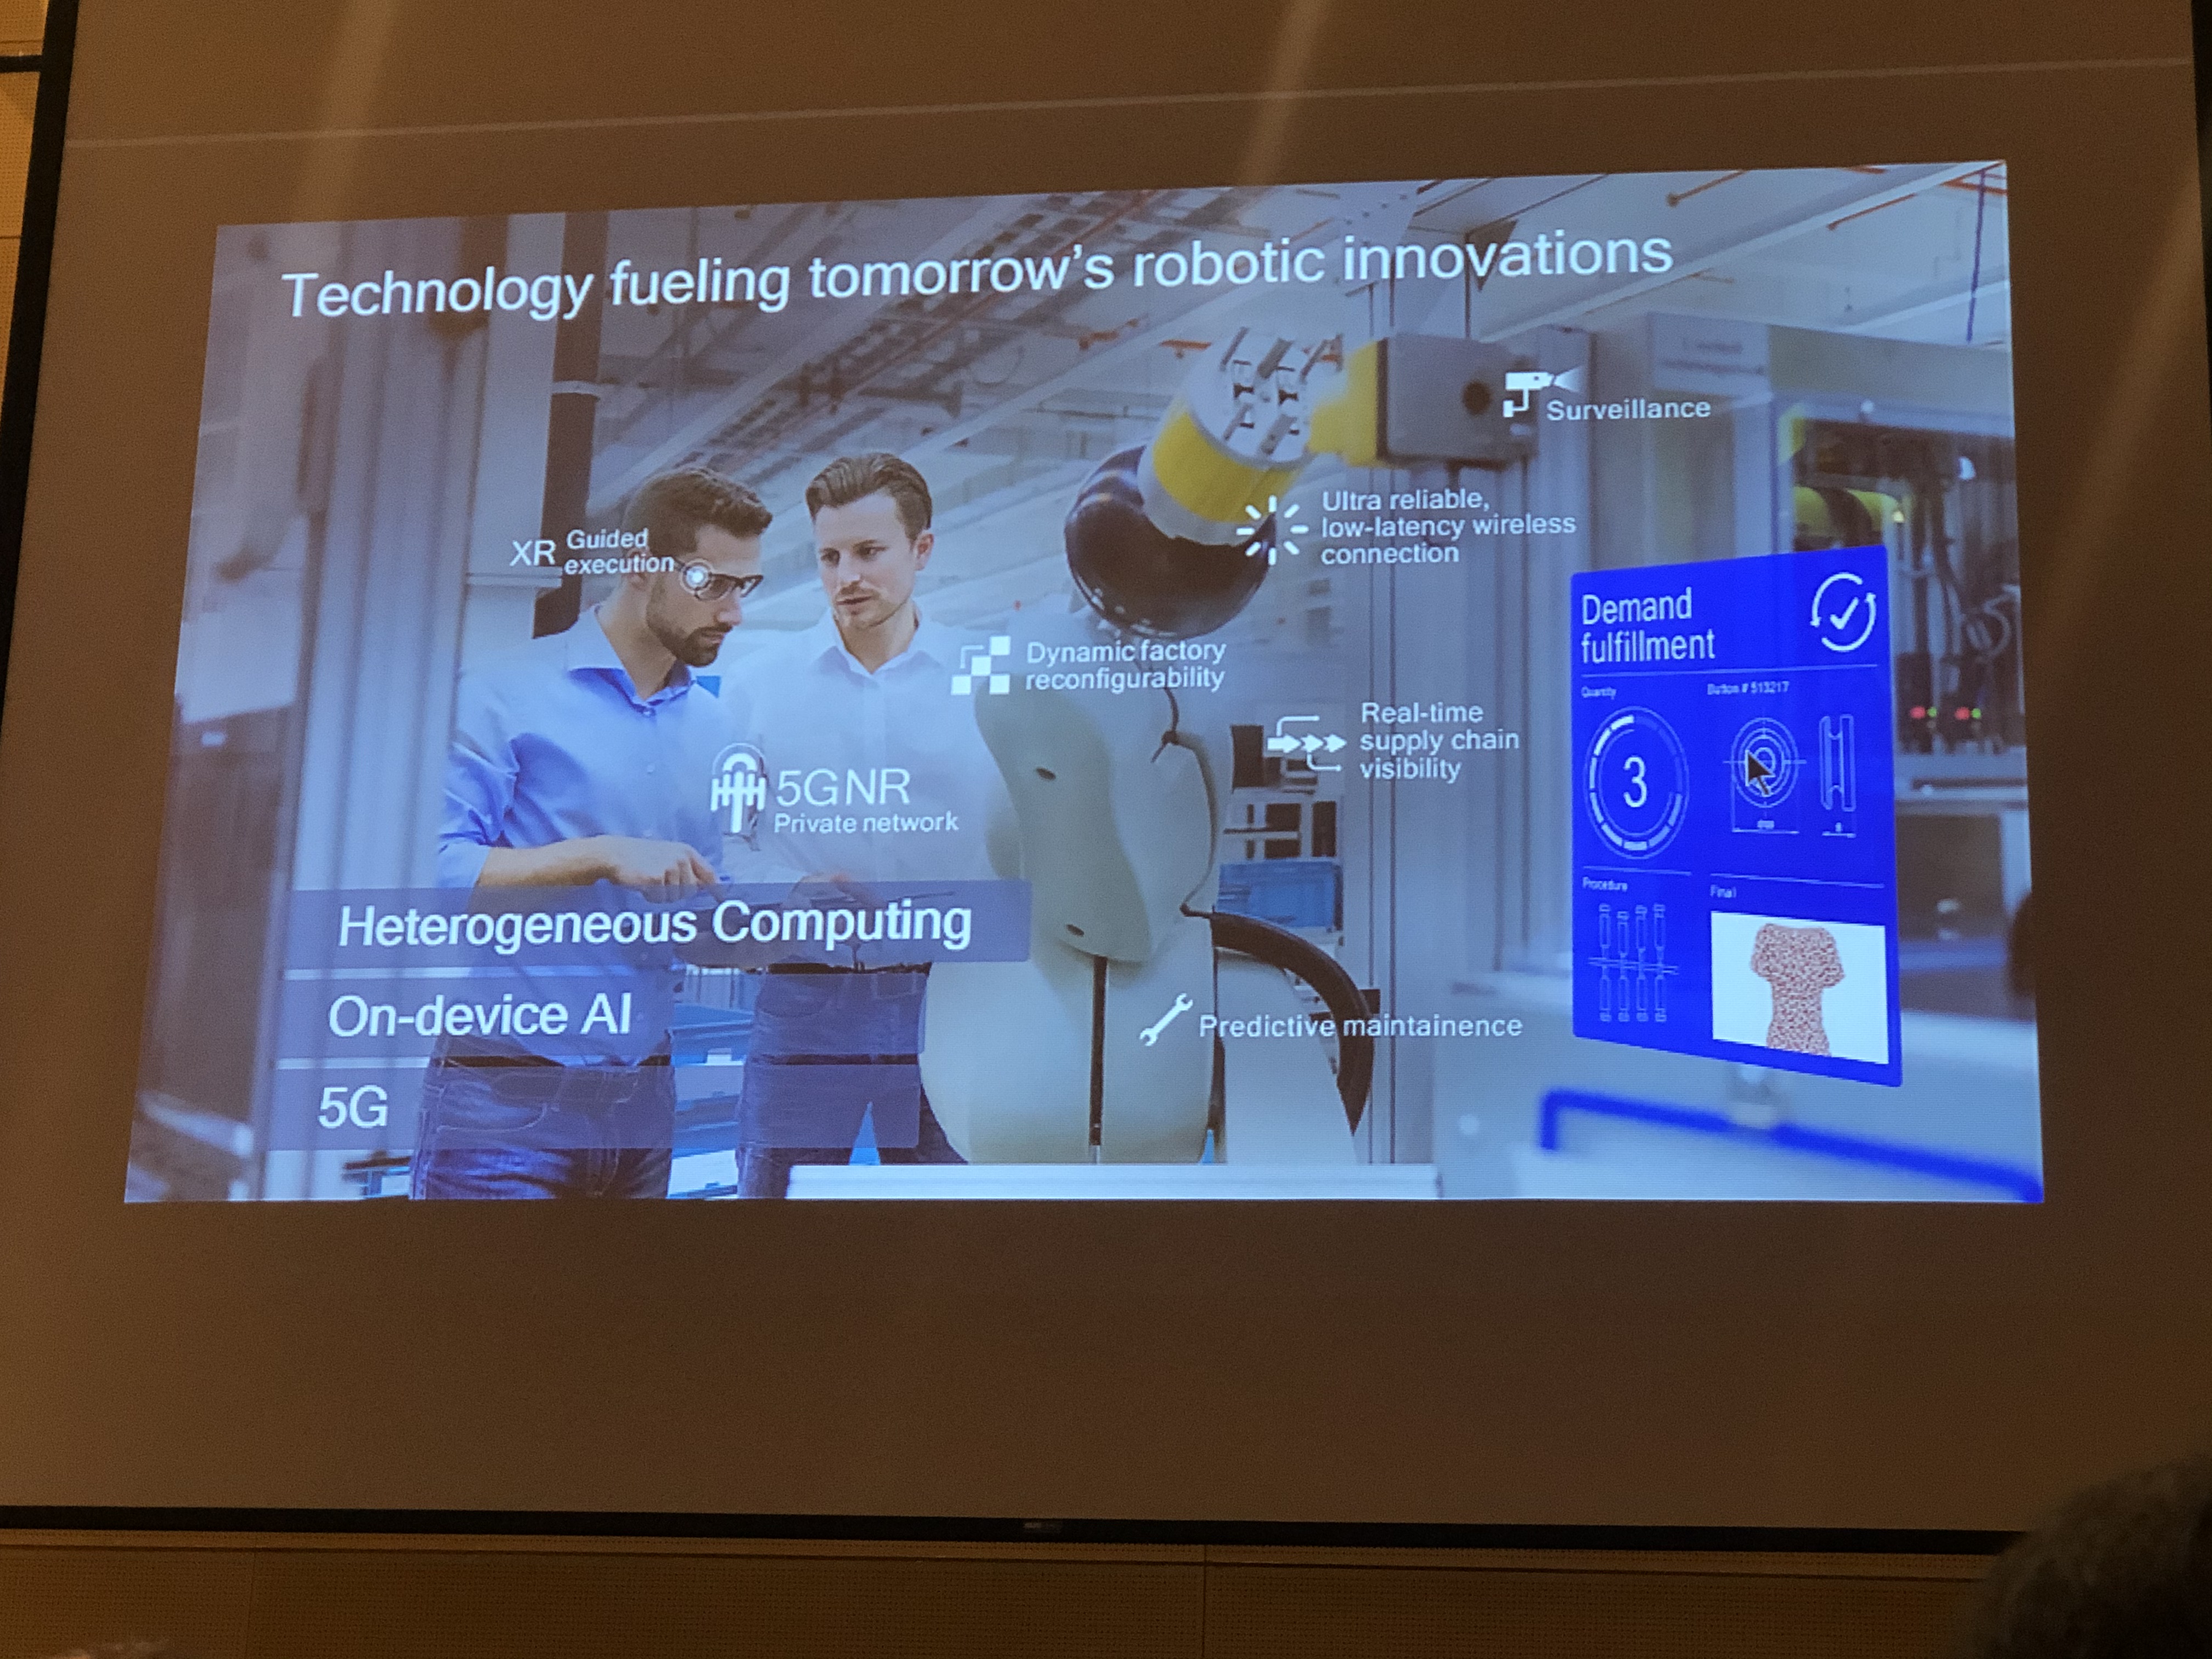 Technology fueling tomorrow's robotic innovations
Surveillance
Ultra reliable,
low-latency wireless
connection
XR Guided
execution
Dynamic factory
reconfigurability
Real-time
supply chain
visibility
5G NR
Private network
Demand
fulfillment
Quantity
Button # 513217
3
Procedure
Final
Heterogeneous Computing
On-device AI
5G
Predictive maintainence